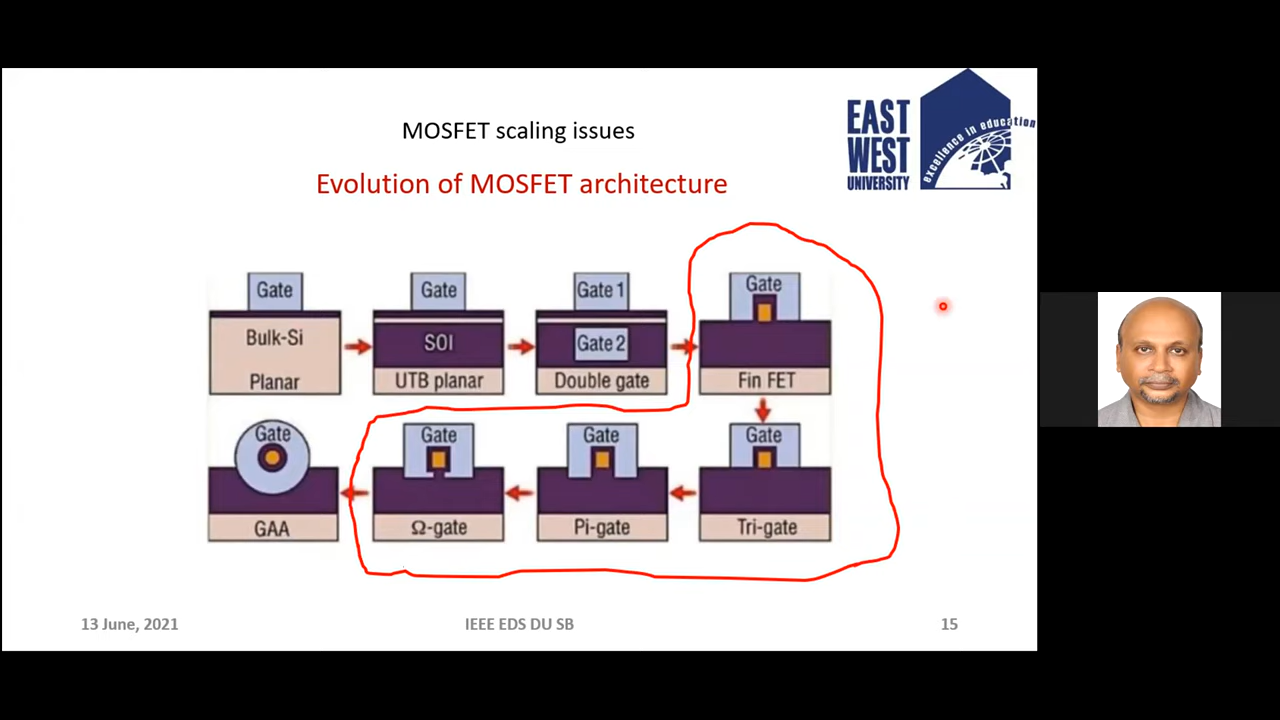 MOSFET scaling issues
Evolution of MOSFET architecture
EAST
WEST
UNIVERSITY
excellence in education
Gate
Bulk-Si
Planar
Gate
SOI
UTB planar
Gate 1
Gate 2
Double gate
Gate
Fin FET
Gate
GAA
Gate
Ω-gate
Gate
Pi-gate
Gate
Tri-gate
13 June, 2021
IEEE EDS DU SB
15